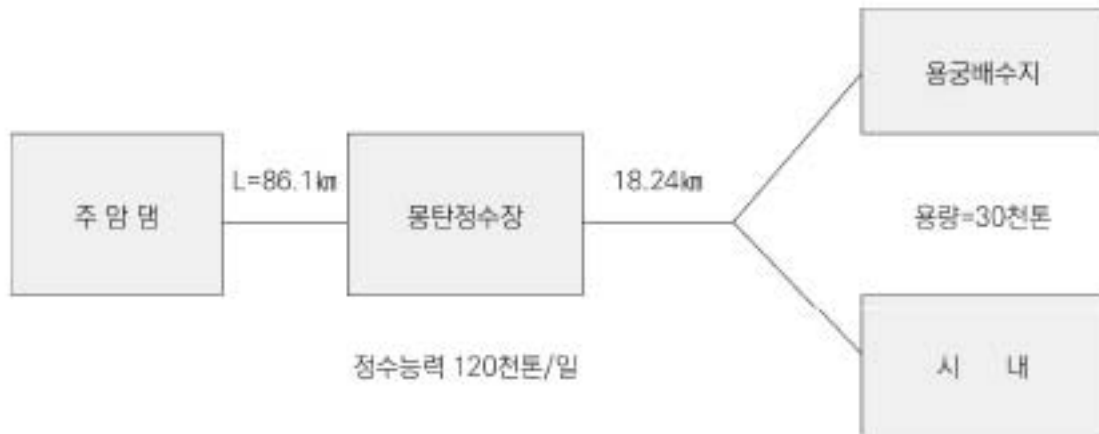 용궁배수지
L=86.1㎞
18.24㎞
주 암 댐
몽탄정수장
용량=30천톤
정수능력 120천톤/일
시 내